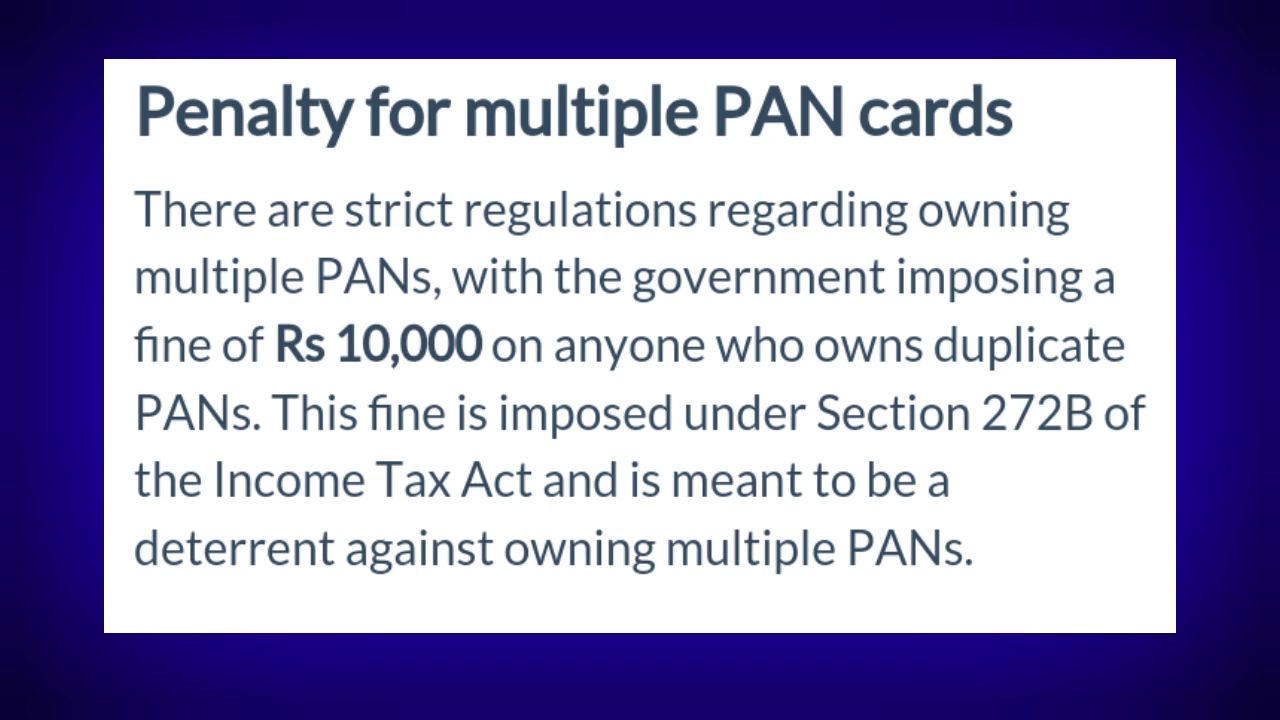 Penalty for multiple PAN cards
There are strict regulations regarding owning
multiple PANs, with the government imposing a
fine of Rs 10,000 on anyone who owns duplicate
PANs. This fine is imposed under Section 272B of
the Income Tax Act and is meant to be a
deterrent against owning multiple PANs.